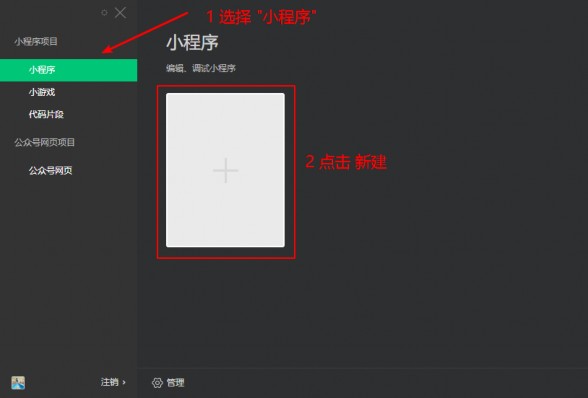 1 选择 "小程序"
小程序项目
小程序
小游戏
代码片段
公众号网页项目
公众号网页
注销 ›
小程序
编辑、调试小程序
2 点击 新建
管理